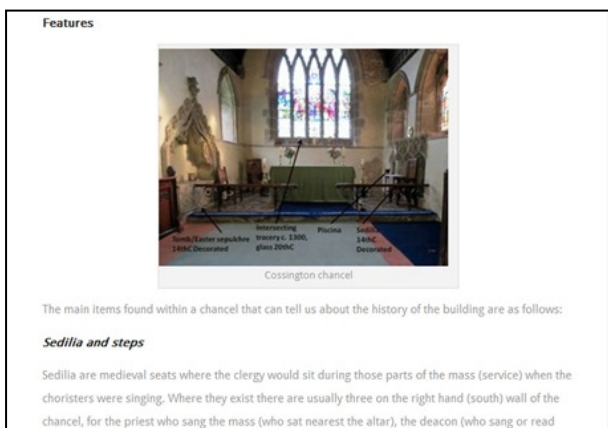 Features
Tomb/Easter sepulchre
14thC Decorated
Intersecting
tracery c. 1300,
glass 20thC
Piscina
Sedilia
14thC
Decorated
Cossington chancel
The main items found within a chancel that can tell us about the history of the building are as follows:
Sedilia and steps
Sedilia are medieval seats where the clergy would sit during those parts of the mass (service) when the
choristers were singing. Where they exist there are usually three on the right hand (south) wall of the
chancel, for the priest who sang the mass (who sat nearest the altar), the deacon (who sang or read